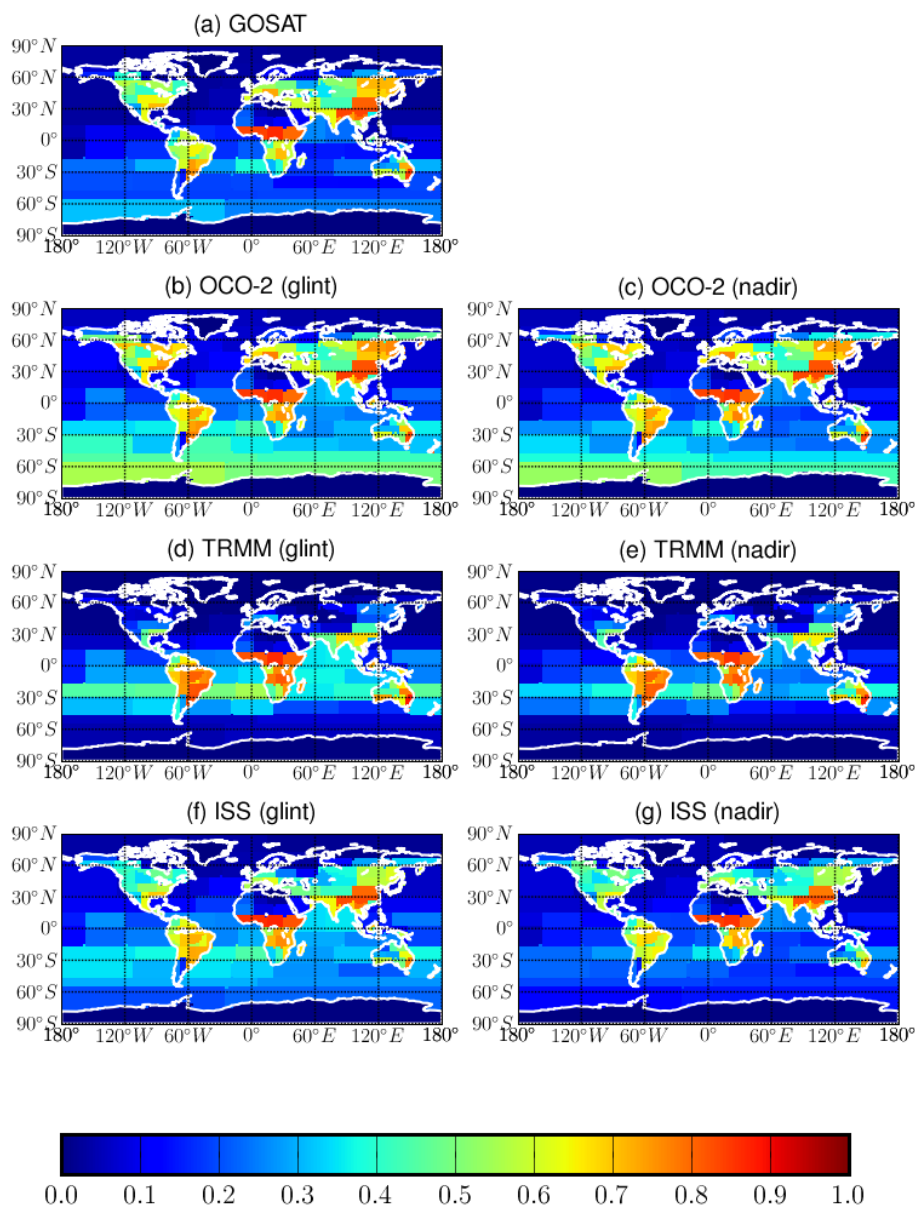 (a) GOSAT
90°N
60°N
30°N
0°
30°S
60°S
90°S
180° 120°W 60°W 0° 60°E 120°E 180°
(b) OCO-2 (glint)
90°N
60°N
30°N
0°
30°S
60°S
90°S
180° 120°W 60°W 0° 60°E 120°E 180°
(c) OCO-2 (nadir)
90°N
60°N
30°N
0°
30°S
60°S
90°S
180° 120°W 60°W 0° 60°E 120°E 180°
(d) TRMM (glint)
90°N
60°N
30°N
0°
30°S
60°S
90°S
180° 120°W 60°W 0° 60°E 120°E 180°
(e) TRMM (nadir)
90°N
60°N
30°N
0°
30°S
60°S
90°S
180° 120°W 60°W 0° 60°E 120°E 180°
(f) ISS (glint)
90°N
60°N
30°N
0°
30°S
60°S
90°S
180° 120°W 60°W 0° 60°E 120°E 180°
(g) ISS (nadir)
90°N
60°N
30°N
0°
30°S
60°S
90°S
180° 120°W 60°W 0° 60°E 120°E 180°
0.0 0.1 0.2 0.3 0.4 0.5 0.6 0.7 0.8 0.9 1.0